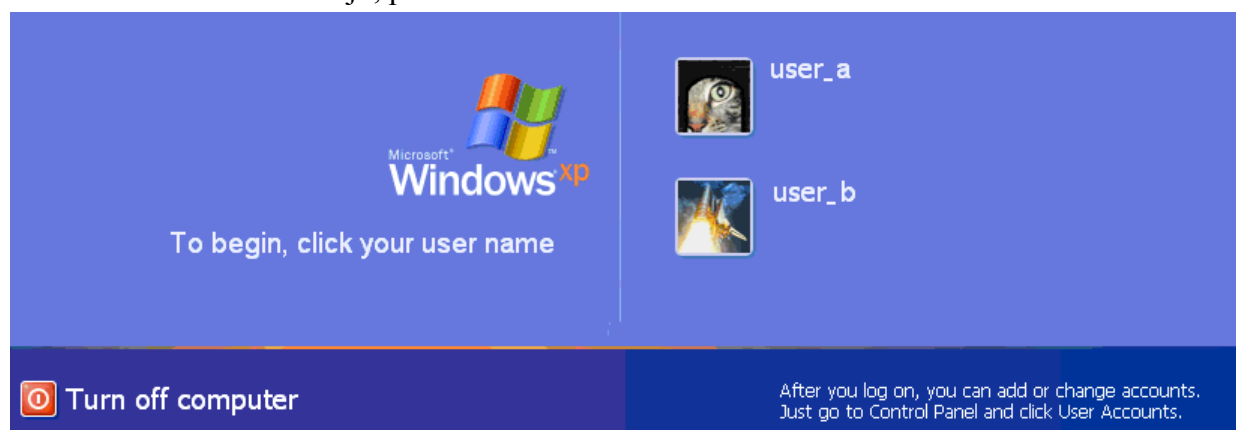 Microsoft®
Windows xp
™
To begin, click your user name
user_a
user_b
Turn off computer
After you log on, you can add or change accounts.
Just go to Control Panel and click User Accounts.